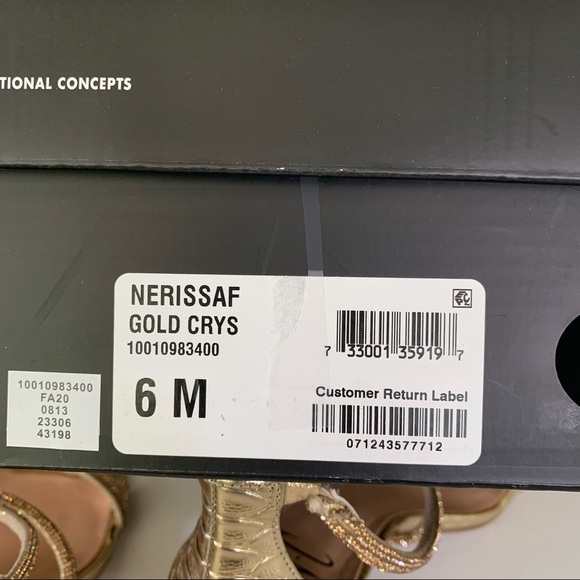 TIONAL CONCEPTS
NERISSAF
GOLD CRYS
10010983400
6 M
7 33001 35919 7
Customer Return Label
071243577712
10010983400
FA20
0813
23306
43198